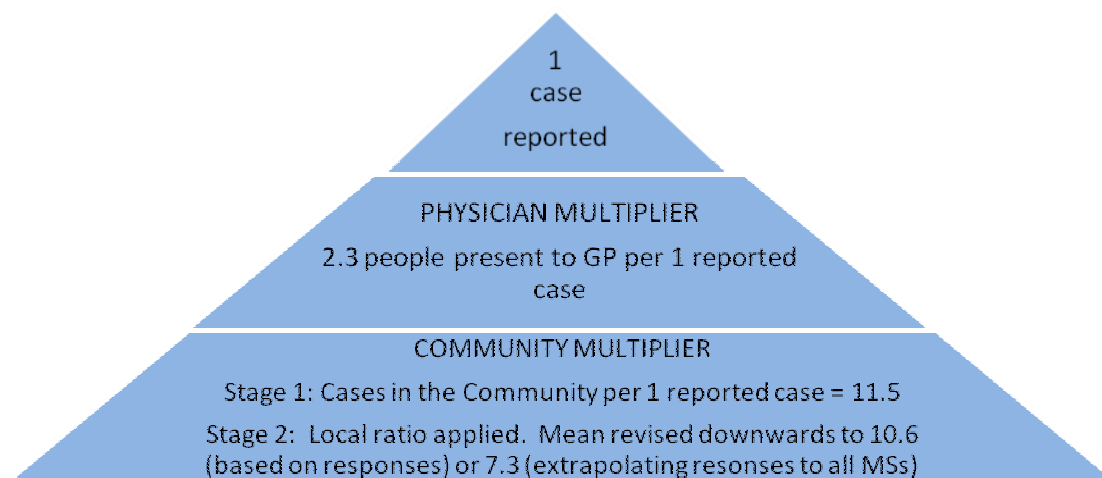 1
case
reported
PHYSICIAN MULTIPLIER
2.3 people present to GP per 1 reported
case
COMMUNITY MULTIPLIER
Stage 1: Cases in the Community per 1 reported case = 11.5
Stage 2:  Local ratio applied.  Mean revised downwards to 10.6
(based on responses) or 7.3 (extrapolating resonses to all MSs)